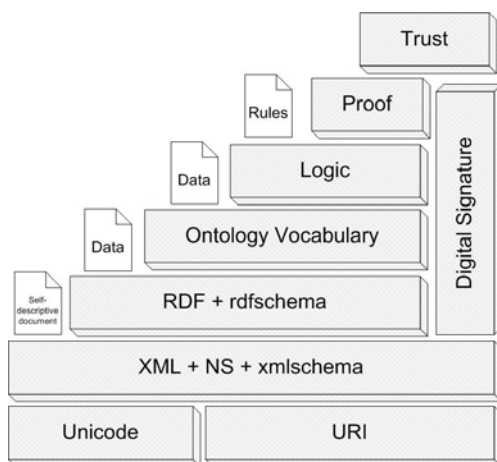 Trust
Rules
Proof
Data
Logic
Data
Ontology Vocabulary
Self-
descriptive
document
RDF + rdfschema
Digital Signature
XML + NS + xmlschema
Unicode
URI